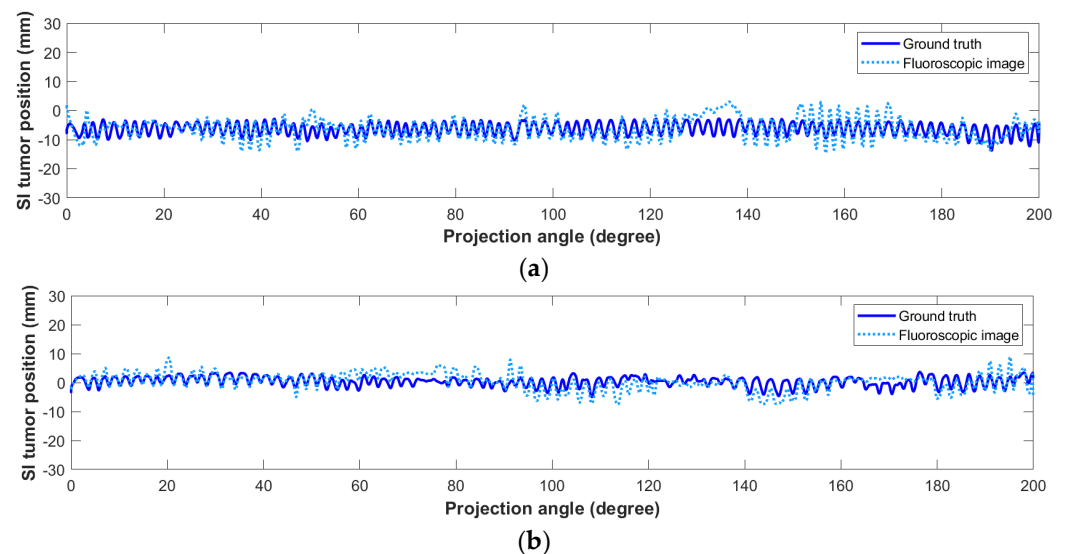 SI tumor position (mm)
30
20
10
0
-10
-20
-30
Ground truth
Fluoroscopic image
0 20 40 60 80 100 120 140 160 180 200
Projection angle (degree)
(a)
SI tumor position (mm)
30
20
10
0
-10
-20
-30
Ground truth
Fluoroscopic image
0 20 40 60 80 100 120 140 160 180 200
Projection angle (degree)
(b)